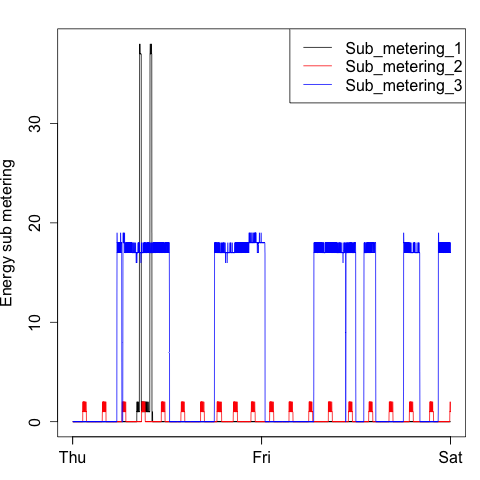 Sub_metering_1
Sub_metering_2
Sub_metering_3
Energy sub metering
30
20
10
0
Thu Fri Sat